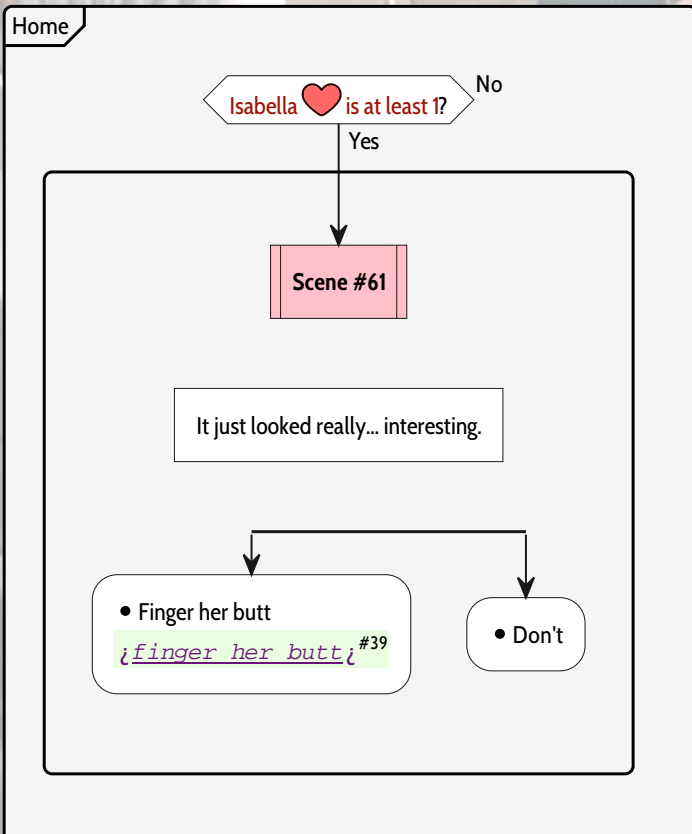 Home
Isabella ❤ is at least 1?
No
Yes
Scene #61
It just looked really... interesting.
• Finger her butt
¿finger her butt¿ #39
• Don't